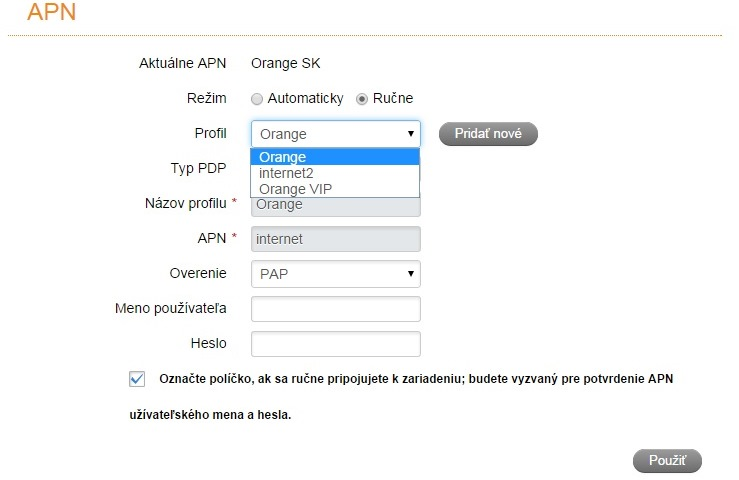 APN
Aktuálne APN Orange SK
Režim Automaticky Ručne
Profil Orange Pridať nové
Orange
Typ PDP internet2
Orange VIP
Názov profilu * Orange
APN * internet
Overenie PAP
Meno používateľa
Heslo
Označte políčko, ak sa ručne pripojujete k zariadeniu; budete vyzvaný pre potvrdenie APN
užívateľského mena a hesla.
Použiť